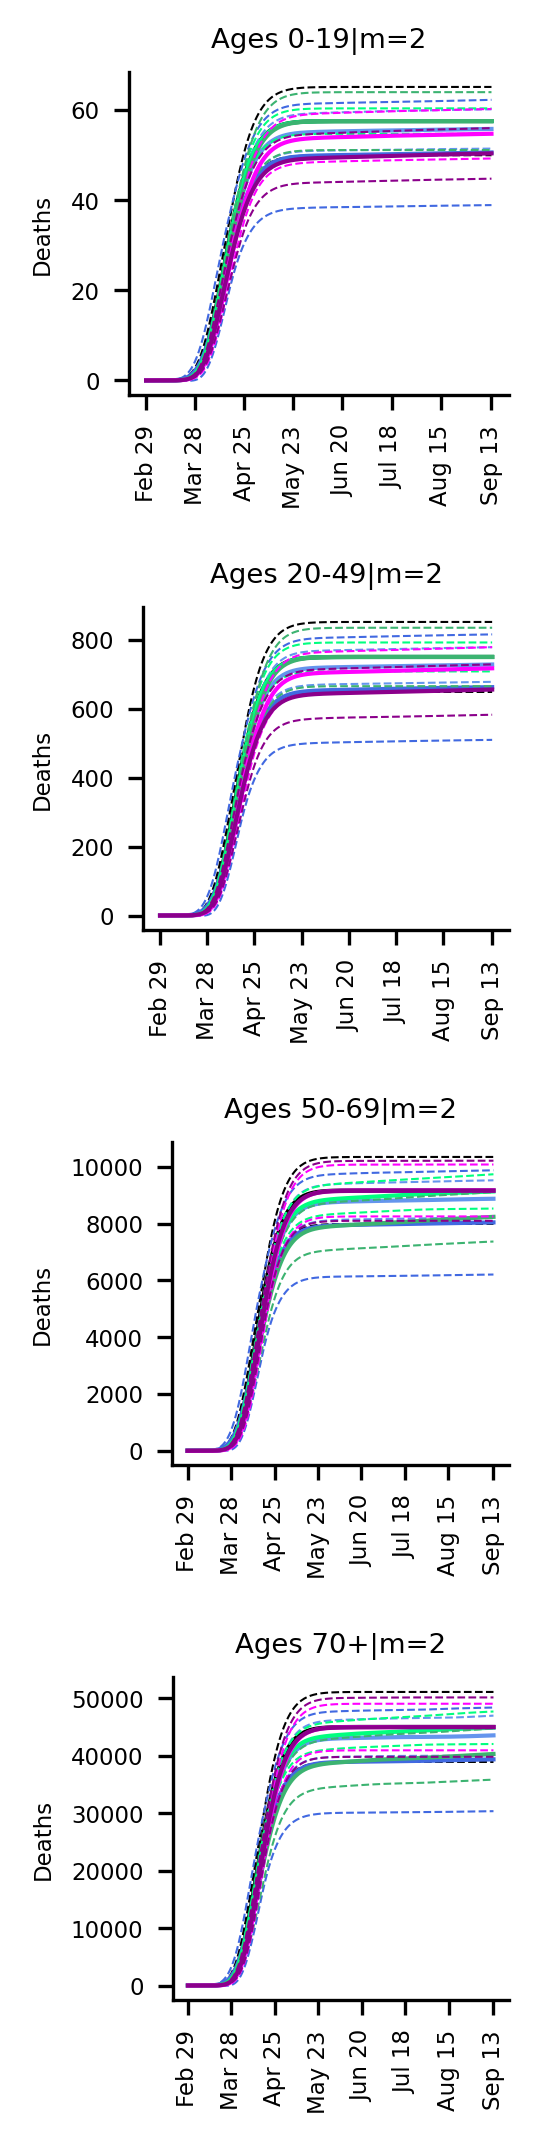 Ages 0-19|m=2
60
40
20
0
Deaths
Feb 29
Mar 28
Apr 25
May 23
Jun 20
Jul 18
Aug 15
Sep 13
Ages 20-49|m=2
800
600
400
200
0
Deaths
Feb 29
Mar 28
Apr 25
May 23
Jun 20
Jul 18
Aug 15
Sep 13
Ages 50-69|m=2
10000
8000
6000
4000
2000
0
Deaths
Feb 29
Mar 28
Apr 25
May 23
Jun 20
Jul 18
Aug 15
Sep 13
Ages 70+|m=2
50000
40000
30000
20000
10000
0
Deaths
Feb 29
Mar 28
Apr 25
May 23
Jun 20
Jul 18
Aug 15
Sep 13